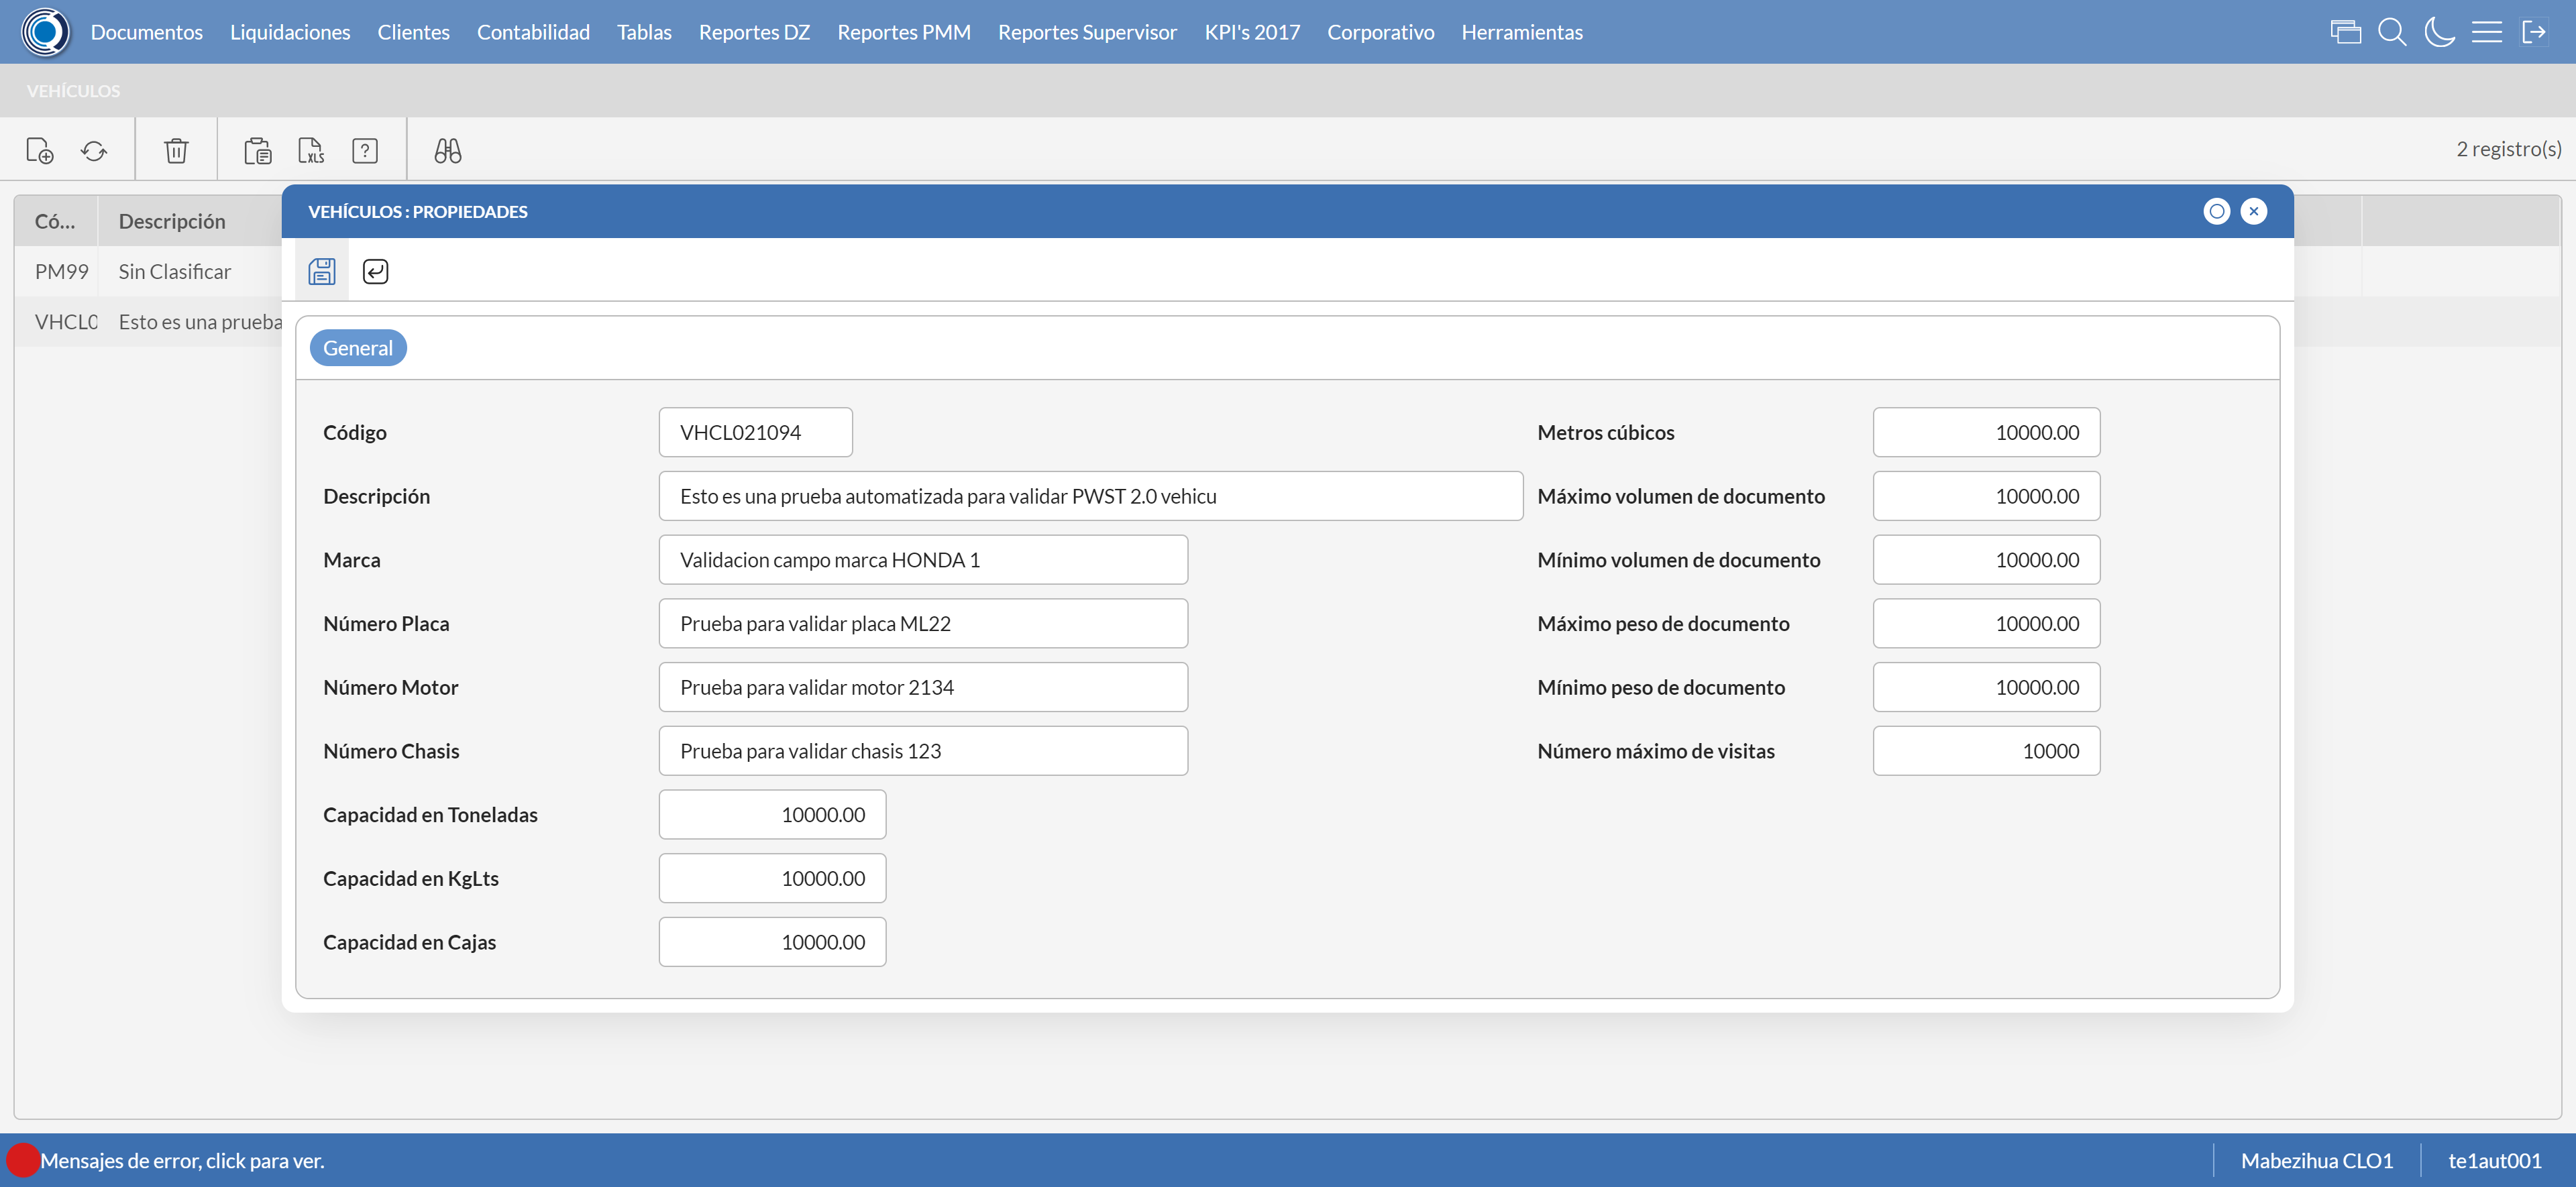 Documentos Liquidaciones Clientes Contabilidad Tablas Reportes DZ Reportes PMM Reportes Supervisor KPI's 2017 Corporativo Herramientas
VEHÍCULOS
XLS ? 2 registro(s)
Có... Descripción
PM99 Sin Clasificar
VHCL0 Esto es una prueba
VEHÍCULOS : PROPIEDADES
General
Código VHCL021094
Descripción Esto es una prueba automatizada para validar PWST 2.0 vehicu
Marca Validacion campo marca HONDA 1
Número Placa Prueba para validar placa ML22
Número Motor Prueba para validar motor 2134
Número Chasis Prueba para validar chasis 123
Capacidad en Toneladas 10000.00
Capacidad en KgLts 10000.00
Capacidad en Cajas 10000.00
Metros cúbicos 10000.00
Máximo volumen de documento 10000.00
Mínimo volumen de documento 10000.00
Máximo peso de documento 10000.00
Mínimo peso de documento 10000.00
Número máximo de visitas 10000
Mensajes de error, click para ver. Mabezihua CLO1 te1aut001